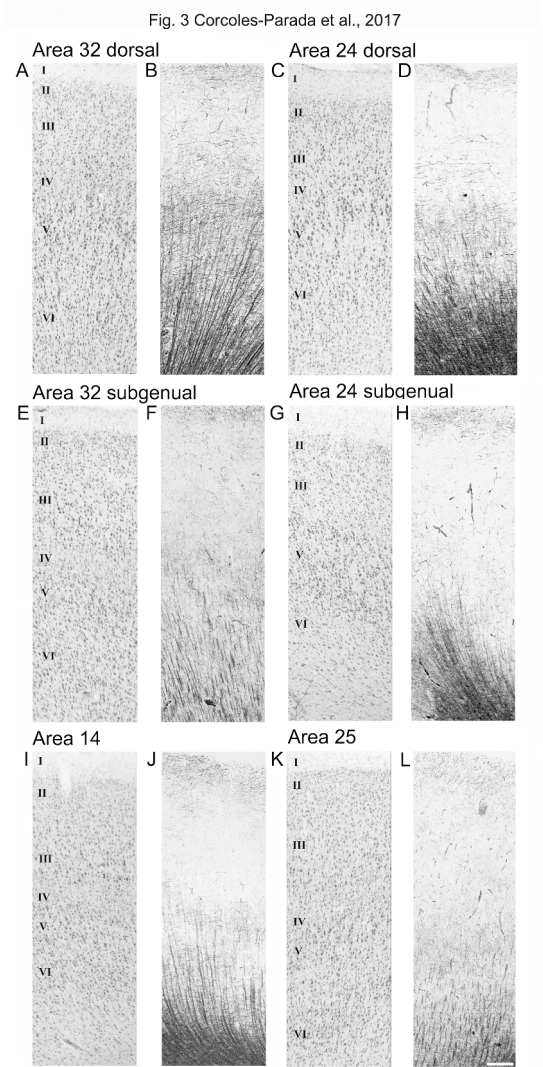 Fig. 3 Corcoles-Parada et al., 2017
Area 32 dorsal
Area 24 dorsal
A
B
C
D
I
II
III
IV
V
VI
I
II
III
IV
V
VI
Area 32 subgenual
Area 24 subgenual
E
F
G
H
I
II
III
IV
V
VI
I
II
III
V
VI
Area 14
Area 25
I
J
K
L
I
II
III
IV
V
VI
I
II
III
IV
V
VI